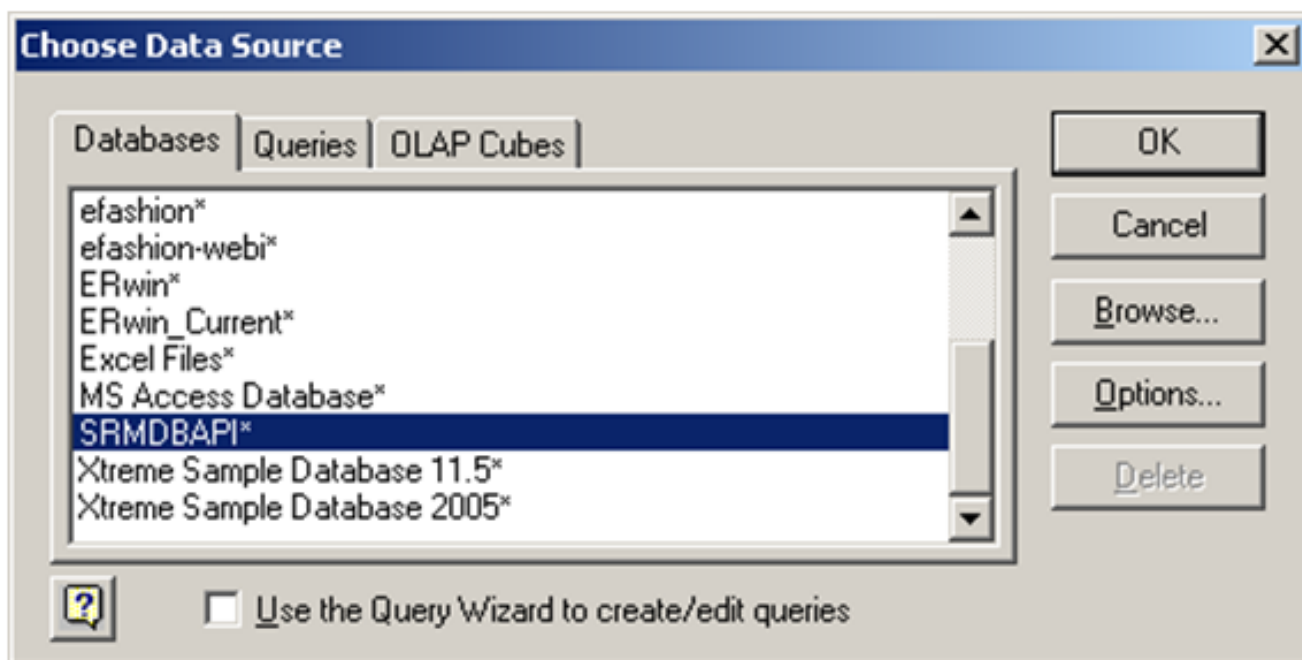 Choose Data Source
Databases Queries OLAP Cubes
efashion*
efashion-webi*
ERwin*
ERwin_Current*
Excel Files*
MS Access Database*
SRMDBAPI*
Xtreme Sample Database 11.5*
Xtreme Sample Database 2005*
OK
Cancel
Browse...
Options...
Delete
?
Use the Query Wizard to create/edit queries